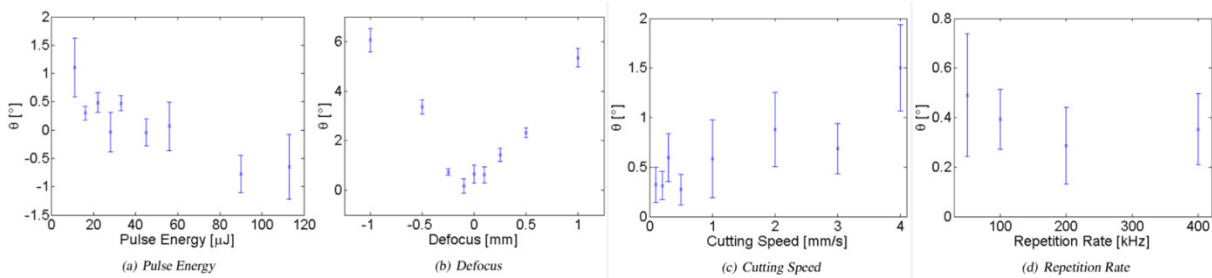 2
1.5
1
0.5
0
-0.5
-1
-1.5
θ [°]
0 20 40 60 80 100 120
Pulse Energy [µJ]
(a) Pulse Energy
6
4
2
0
θ [°]
-1 -0.5 0 0.5 1
Defocus [mm]
(b) Defocus
2
1.5
1
0.5
0
θ [°]
0 1 2 3 4
Cutting Speed [mm/s]
(c) Cutting Speed
0.8
0.6
0.4
0.2
0
θ [°]
100 200 300 400
Repetition Rate [kHz]
(d) Repetition Rate